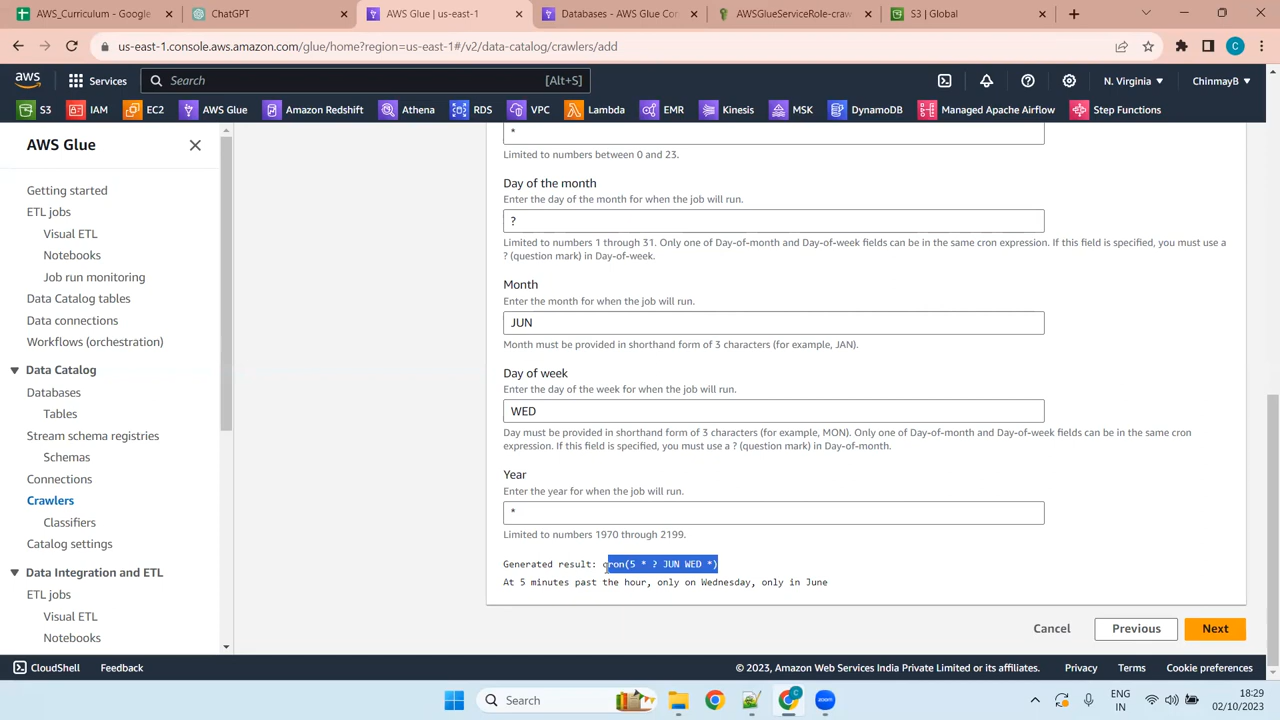 AWS_Curriculum - Google
ChatGPT
AWS Glue | us-east-1
Databases - AWS Glue Con
AWSGlueServiceRole-craw
S3 | Global
us-east-1.console.aws.amazon.com/glue/home?region=us-east-1#/v2/data-catalog/crawlers/add
C
aws
Services
Search
[Alt+S]
N. Virginia
ChinmayB
S3
IAM
EC2
AWS Glue
Amazon Redshift
Athena
RDS
VPC
Lambda
EMR
Kinesis
MSK
DynamoDB
Managed Apache Airflow
Step Functions
AWS Glue
Getting started
ETL jobs
Visual ETL
Notebooks
Job run monitoring
Data Catalog tables
Data connections
Workflows (orchestration)
Data Catalog
Databases
Tables
Stream schema registries
Schemas
Connections
Crawlers
Classifiers
Catalog settings
Data Integration and ETL
ETL jobs
Visual ETL
Notebooks
*
Limited to numbers between 0 and 23.
Day of the month
Enter the day of the month for when the job will run.
?
Limited to numbers 1 through 31. Only one of Day-of-month and Day-of-week fields can be in the same cron expression. If this field is specified, you must use a
? (question mark) in Day-of-week.
Month
Enter the month for when the job will run.
JUN
Month must be provided in shorthand form of 3 characters (for example, JAN).
Day of week
Enter the day of the week for when the job will run.
WED
Day must be provided in shorthand form of 3 characters (for example, MON). Only one of Day-of-month and Day-of-week fields can be in the same cron
expression. If this field is specified, you must use a ? (question mark) in Day-of-month.
Year
Enter the year for when the job will run.
*
Limited to numbers 1970 through 2199.
Generated result: cron(5 * ? JUN WED *)
At 5 minutes past the hour, only on Wednesday, only in June
Cancel
Previous
Next
CloudShell
Feedback
© 2023, Amazon Web Services India Private Limited or its affiliates.
Privacy
Terms
Cookie preferences
Search
zoom
ENG
IN
18:29
02/10/2023